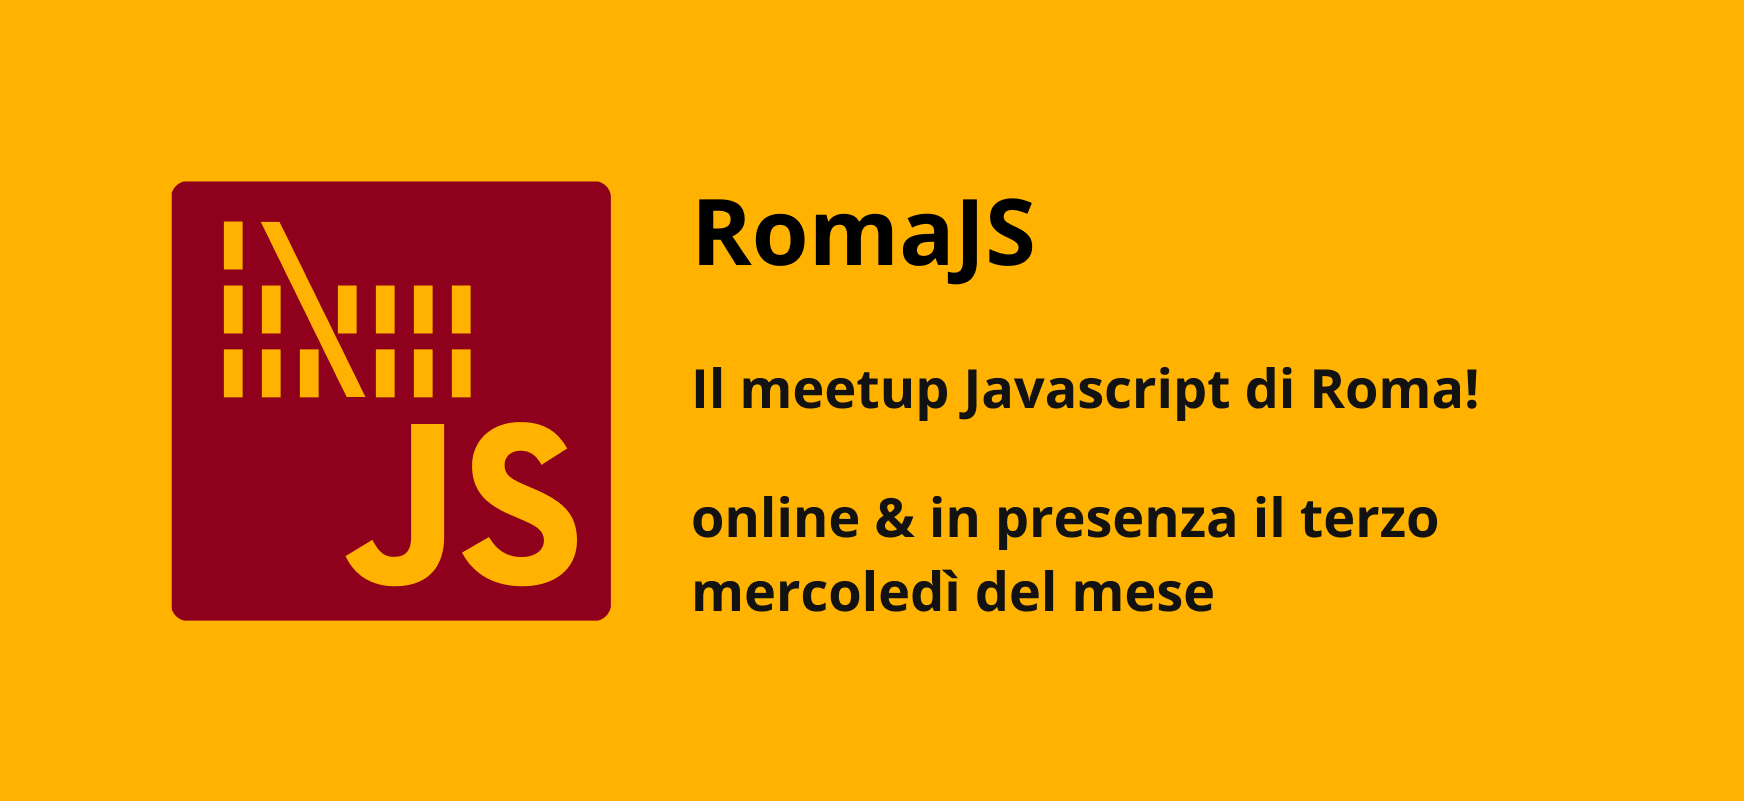 JS
RomaJS
Il meetup Javascript di Roma!
online & in presenza il terzo
mercoledì del mese